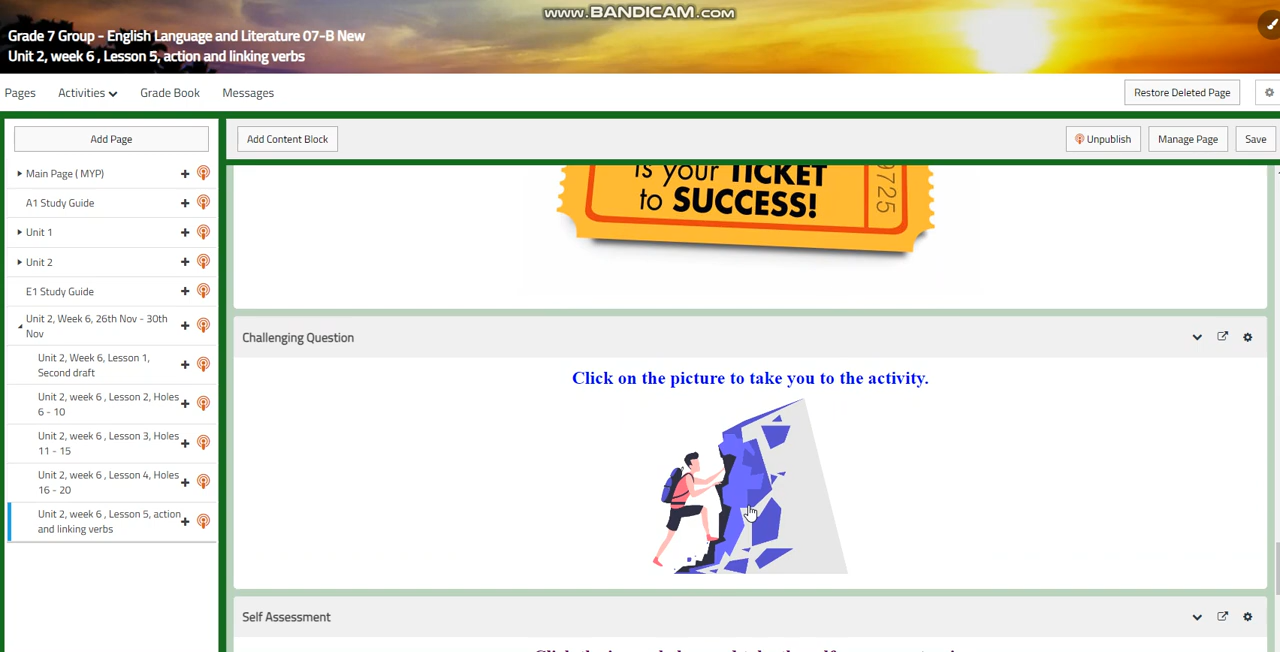 www.BANDICAM.com
Grade 7 Group - English Language and Literature 07-B New
Unit 2, week 6 , Lesson 5, action and linking verbs
Pages
Activities
Grade Book
Messages
Restore Deleted Page
Add Page
Add Content Block
Unpublish
Manage Page
Save
Main Page ( MYP)
A1 Study Guide
Unit 1
Unit 2
E1 Study Guide
Unit 2, Week 6, 26th Nov - 30th
Nov
Unit 2, Week 6, Lesson 1,
Second draft
Unit 2, week 6 , Lesson 2, Holes
6 - 10
Unit 2, week 6 , Lesson 3, Holes
11 - 15
Unit 2, week 6 , Lesson 4, Holes
16 - 20
Unit 2, week 6 , Lesson 5, action
and linking verbs
is your TICKET
to SUCCESS!
9725
Challenging Question
Click on the picture to take you to the activity.
Self Assessment